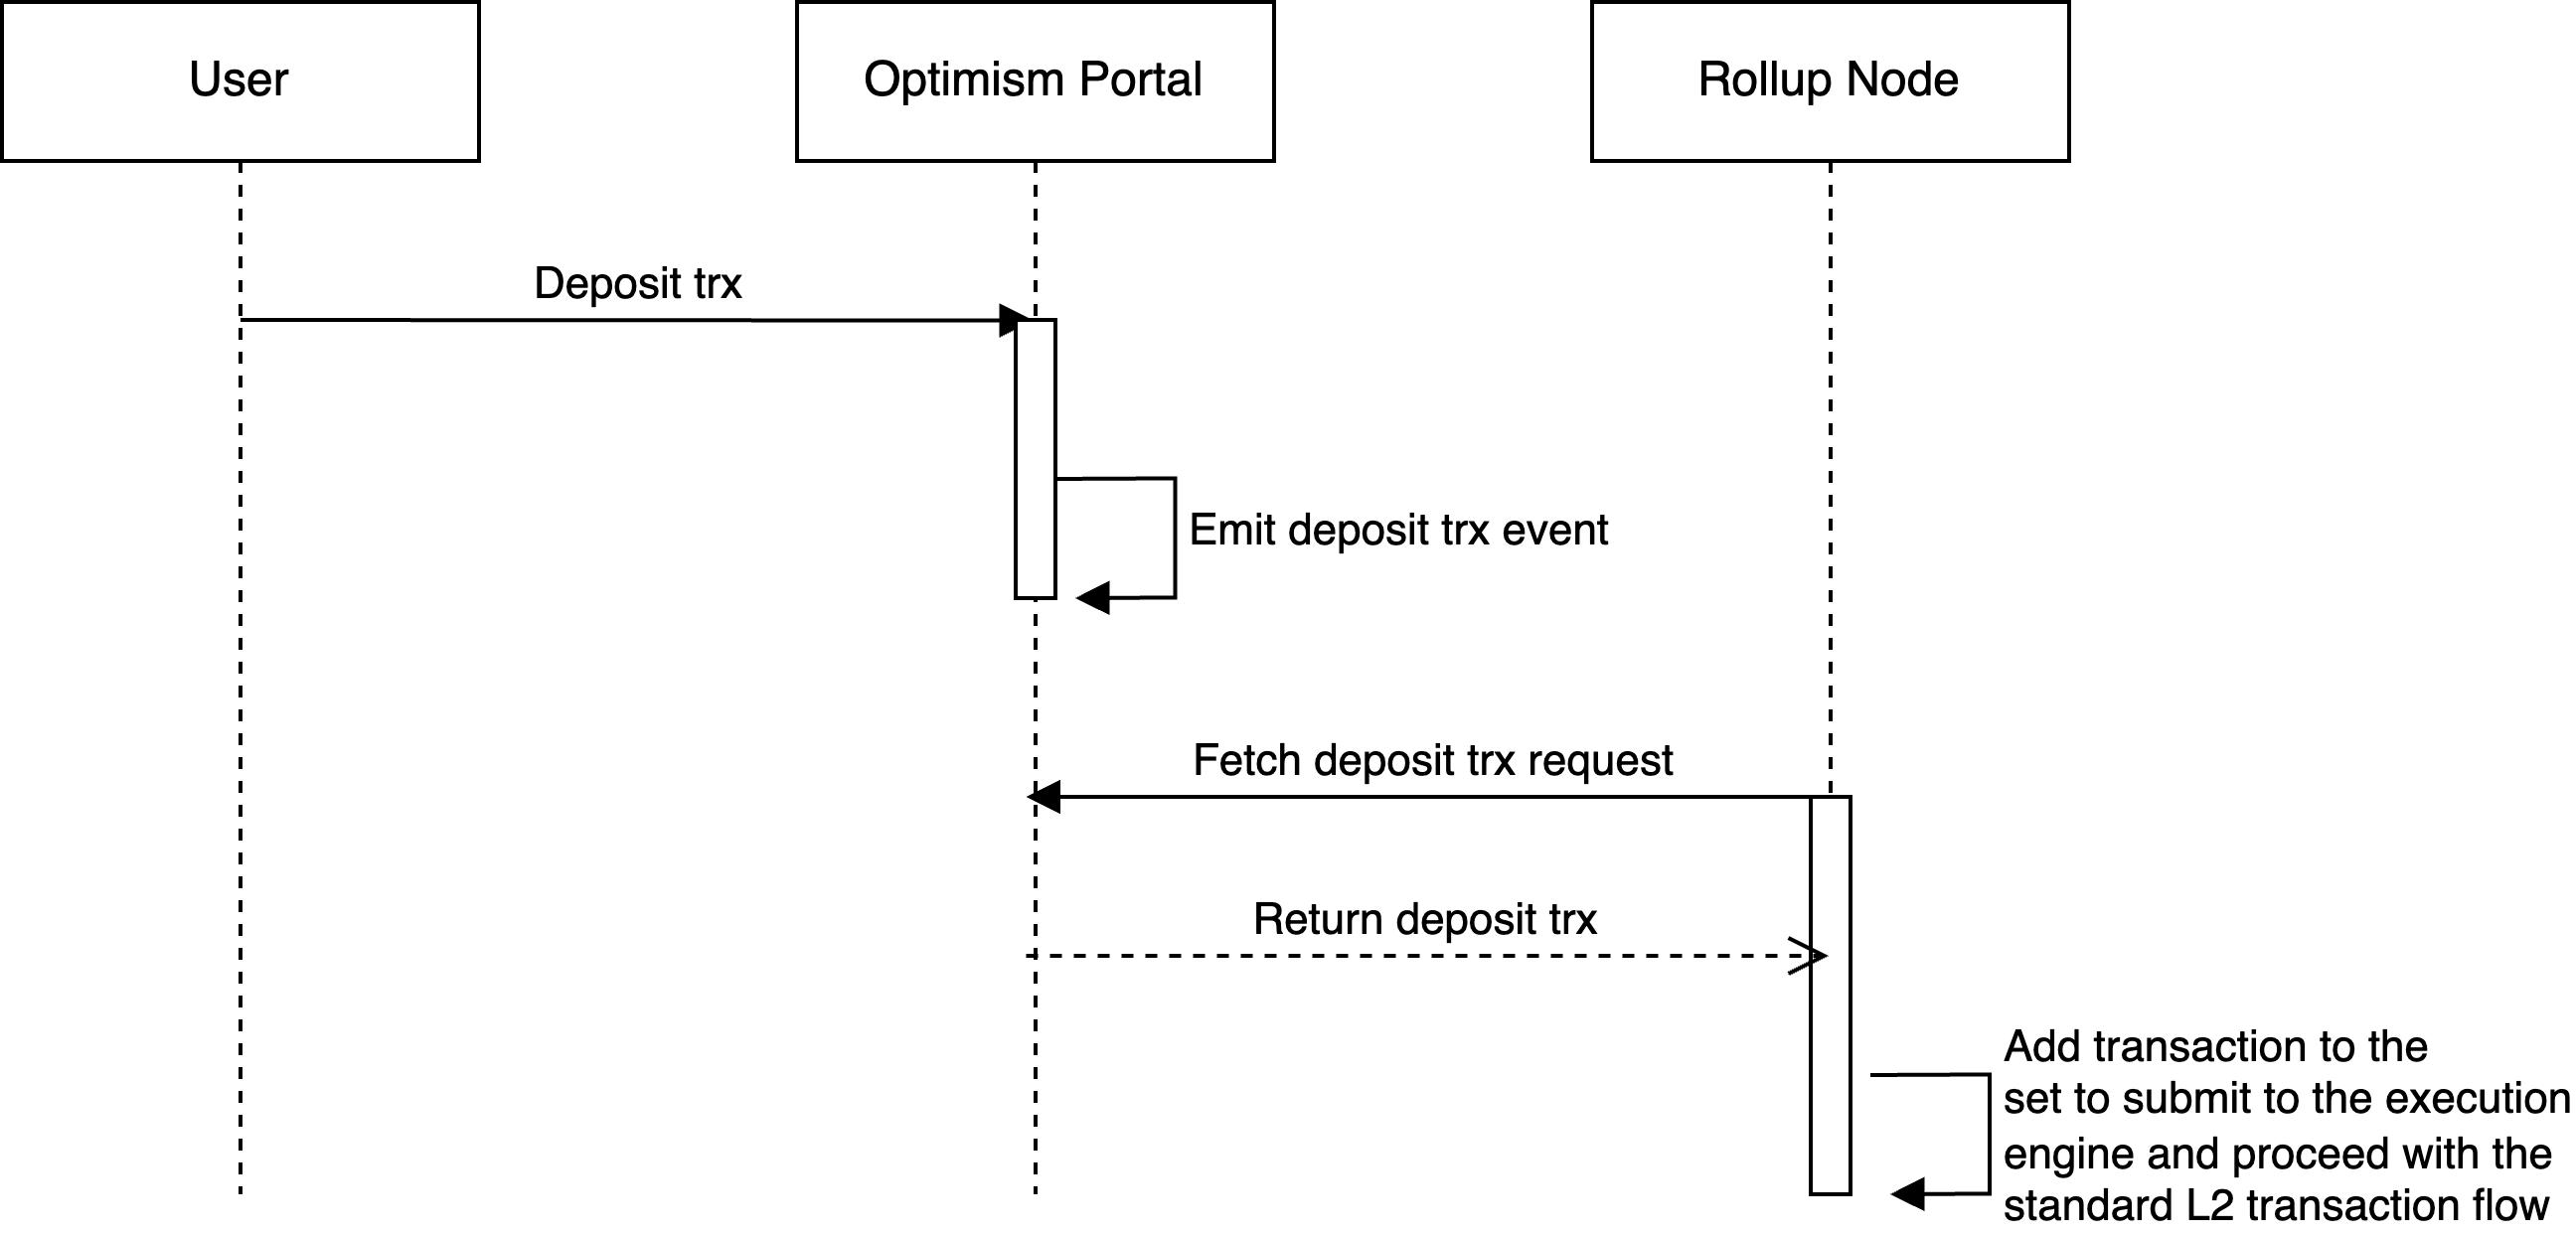 User
Optimism Portal
Rollup Node
Deposit trx
Emit deposit trx event
Fetch deposit trx request
Return deposit trx
Add transaction to the
set to submit to the execution
engine and proceed with the
standard L2 transaction flow